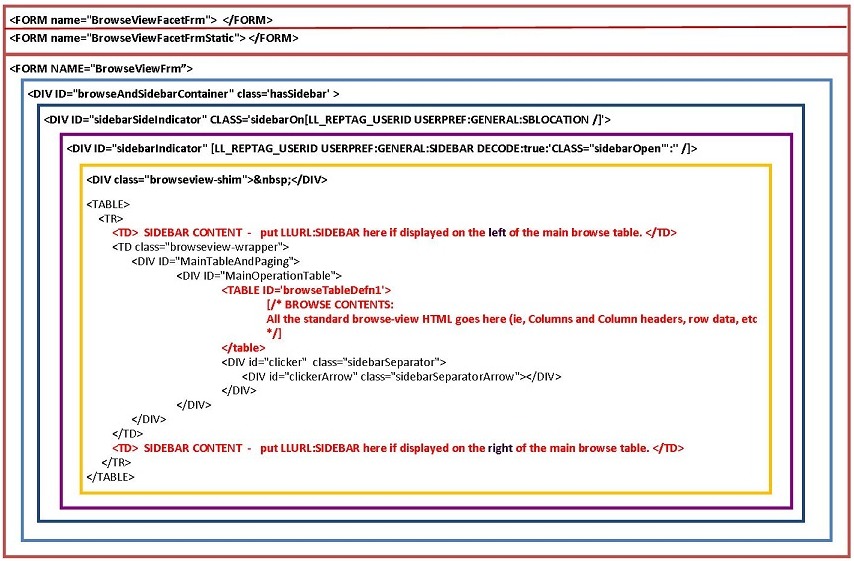 <FORM name="BrowseViewFacetFrm"> </FORM>
<FORM name="BrowseViewFacetFrmStatic"></FORM>
<FORM NAME="BrowseViewFrm”>
<DIV ID="browseAndSidebarContainer" class='hasSidebar' >
<DIV ID="sidebarSideIndicator" CLASS='sidebarOn[LL_REPTAG_USERID USERPREF:GENERAL:SBLOCATION /]'>
<DIV ID="sidebarIndicator" [LL_REPTAG_USERID USERPREF:GENERAL:SIDEBAR DECODE:true:'CLASS="sidebarOpen"':'' /]>
<DIV class="browseview-shim">&nbsp;</DIV>
<TABLE>
<TR>
<TD> SIDEBAR CONTENT - put LLURL:SIDEBAR here if displayed on the left of the main browse table. </TD>
<TD class="browseview-wrapper">
<DIV ID="MainTableAndPaging">
<DIV ID="MainOperationTable">
<TABLE ID='browseTableDefn1'>
[/* BROWSE CONTENTS:
All the standard browse-view HTML goes here (ie, Columns and Column headers, row data, etc
*/]
</table>
<DIV id="clicker" class="sidebarSeparator">
<DIV id="clickerArrow" class="sidebarSeparatorArrow"></DIV>
</DIV>
</DIV>
</DIV>
</TD>
<TD> SIDEBAR CONTENT - put LLURL:SIDEBAR here if displayed on the right of the main browse table. </TD>
</TR>
</TABLE>